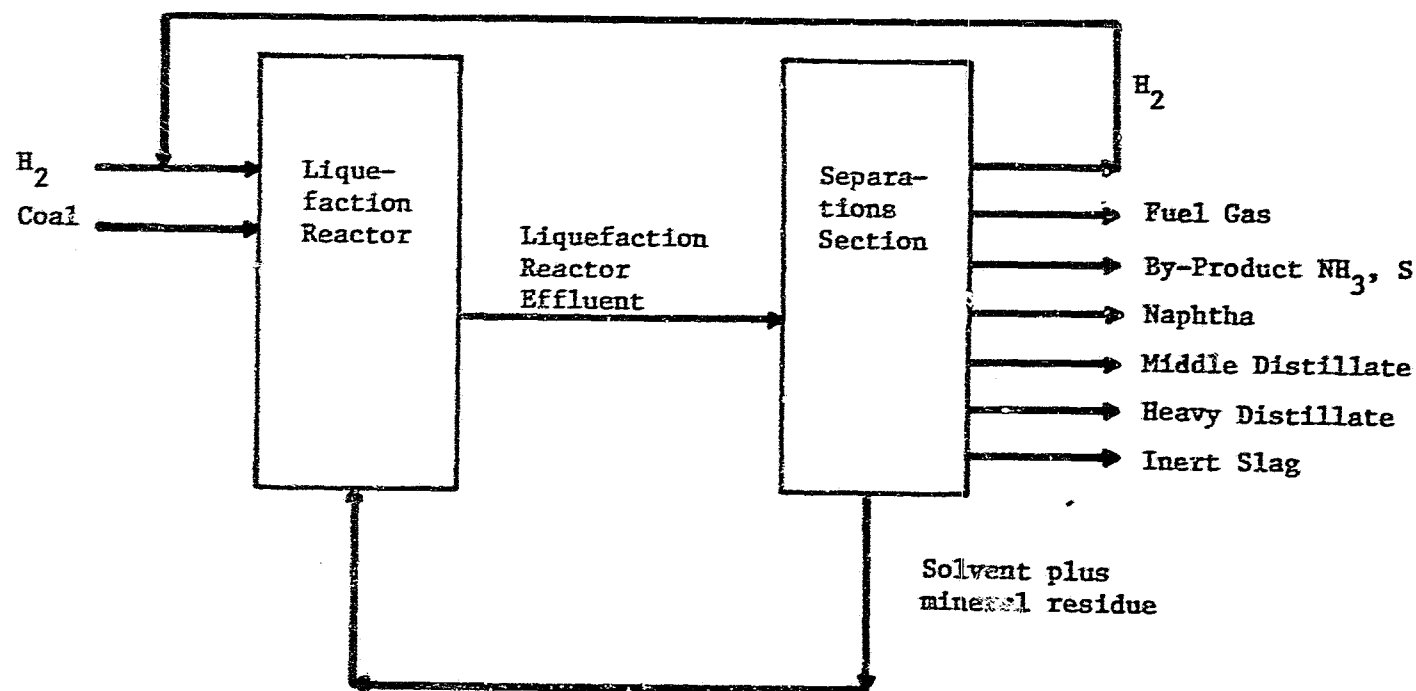 H2
H2
Coal
Lique-
faction
Reactor
Liquefaction
Reactor
Effluent
Separa-
tions
Section
Fuel Gas
By-Product NH3, S
Naphtha
Middle Distillate
Heavy Distillate
Inert Slag
Solvent plus
mineral residue